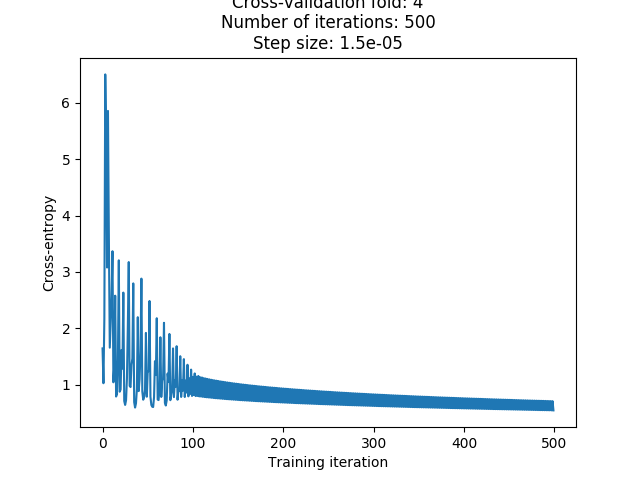 Cross-validation fold: 4
Number of iterations: 500
Step size: 1.5e-05
6
5
4
3
2
1
Cross-entropy
0 100 200 300 400 500
Training iteration